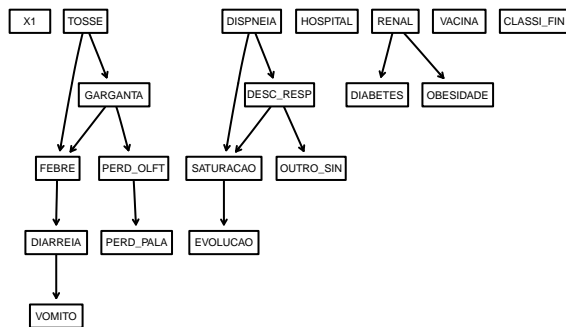 X1 TOSSE DISPNEIA HOSPITAL RENAL VACINA CLASSI_FIN
GARGANTA DESC_RESP DIABETES OBESIDADE
FEBRE PERD_OLFT SATURACAO OUTRO_SIN
DIARREIA PERD_PALA EVOLUCAO
VOMITO